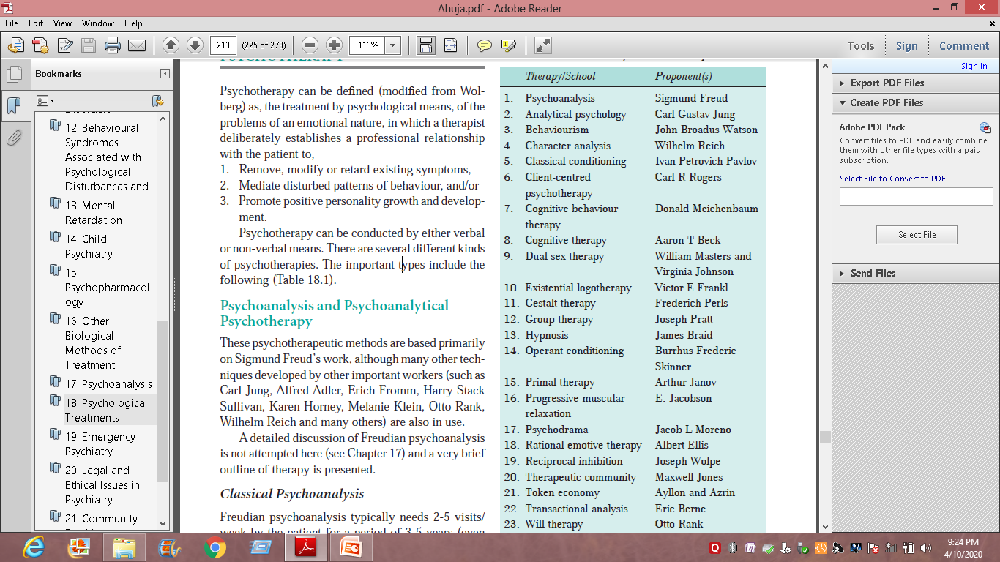 Ahuja.pdf - Adobe Reader
File Edit View Window Help
213 (225 of 273) 113% Tools Sign Comment
Bookmarks
12. Behavioural
Syndromes
Associated with
Psychological
Disturbances and
13. Mental
Retardation
14. Child
Psychiatry
15.
Psychopharmacol
ogy
16. Other
Biological
Methods of
Treatment
17. Psychoanalysis
18. Psychological
Treatments
19. Emergency
Psychiatry
20. Legal and
Ethical Issues in
Psychiatry
21. Community
PSYCHOTHERAPY
Psychotherapy can be defined (modified from Wol-
berg) as, the treatment by psychological means, of the
problems of an emotional nature, in which a therapist
deliberately establishes a professional relationship
with the patient to,
1. Remove, modify or retard existing symptoms,
2. Mediate disturbed patterns of behaviour, and/or
3. Promote positive personality growth and develop-
ment.
Psychotherapy can be conducted by either verbal
or non-verbal means. There are several different kinds
of psychotherapies. The important types include the
following (Table 18.1).
Psychoanalysis and Psychoanalytical
Psychotherapy
These psychotherapeutic methods are based primarily
on Sigmund Freud's work, although many other tech-
niques developed by other important workers (such as
Carl Jung, Alfred Adler, Erich Fromm, Harry Stack
Sullivan, Karen Horney, Melanie Klein, Otto Rank,
Wilhelm Reich and many others) are also in use.
A detailed discussion of Freudian psychoanalysis
is not attempted here (see Chapter 17) and a very brief
outline of therapy is presented.
Classical Psychoanalysis
Freudian psychoanalysis typically needs 2-5 visits/
week by the patient for a period of 3-5 years (even
Therapy/School Proponent(s)
1. Psychoanalysis Sigmund Freud
2. Analytical psychology Carl Gustav Jung
3. Behaviourism John Broadus Watson
4. Character analysis Wilhelm Reich
5. Classical conditioning Ivan Petrovich Pavlov
6. Client-centred Carl R Rogers
psychotherapy
7. Cognitive behaviour Donald Meichenbaum
therapy
8. Cognitive therapy Aaron T Beck
9. Dual sex therapy William Masters and
Virginia Johnson
10. Existential logotherapy Victor E Frankl
11. Gestalt therapy Frederich Perls
12. Group therapy Joseph Pratt
13. Hypnosis James Braid
14. Operant conditioning Burrhus Frederic
Skinner
15. Primal therapy Arthur Janov
16. Progressive muscular E. Jacobson
relaxation
17. Psychodrama Jacob L Moreno
18. Rational emotive therapy Albert Ellis
19. Reciprocal inhibition Joseph Wolpe
20. Therapeutic community Maxwell Jones
21. Token economy Ayllon and Azrin
22. Transactional analysis Eric Berne
23. Will therapy Otto Rank
Sign In
Export PDF Files
Create PDF Files
Adobe PDF Pack
Convert files to PDF and easily combine
them with other file types with a paid
subscription.
Select File to Convert to PDF:
Select File
Send Files
9:24 PM
4/10/2020